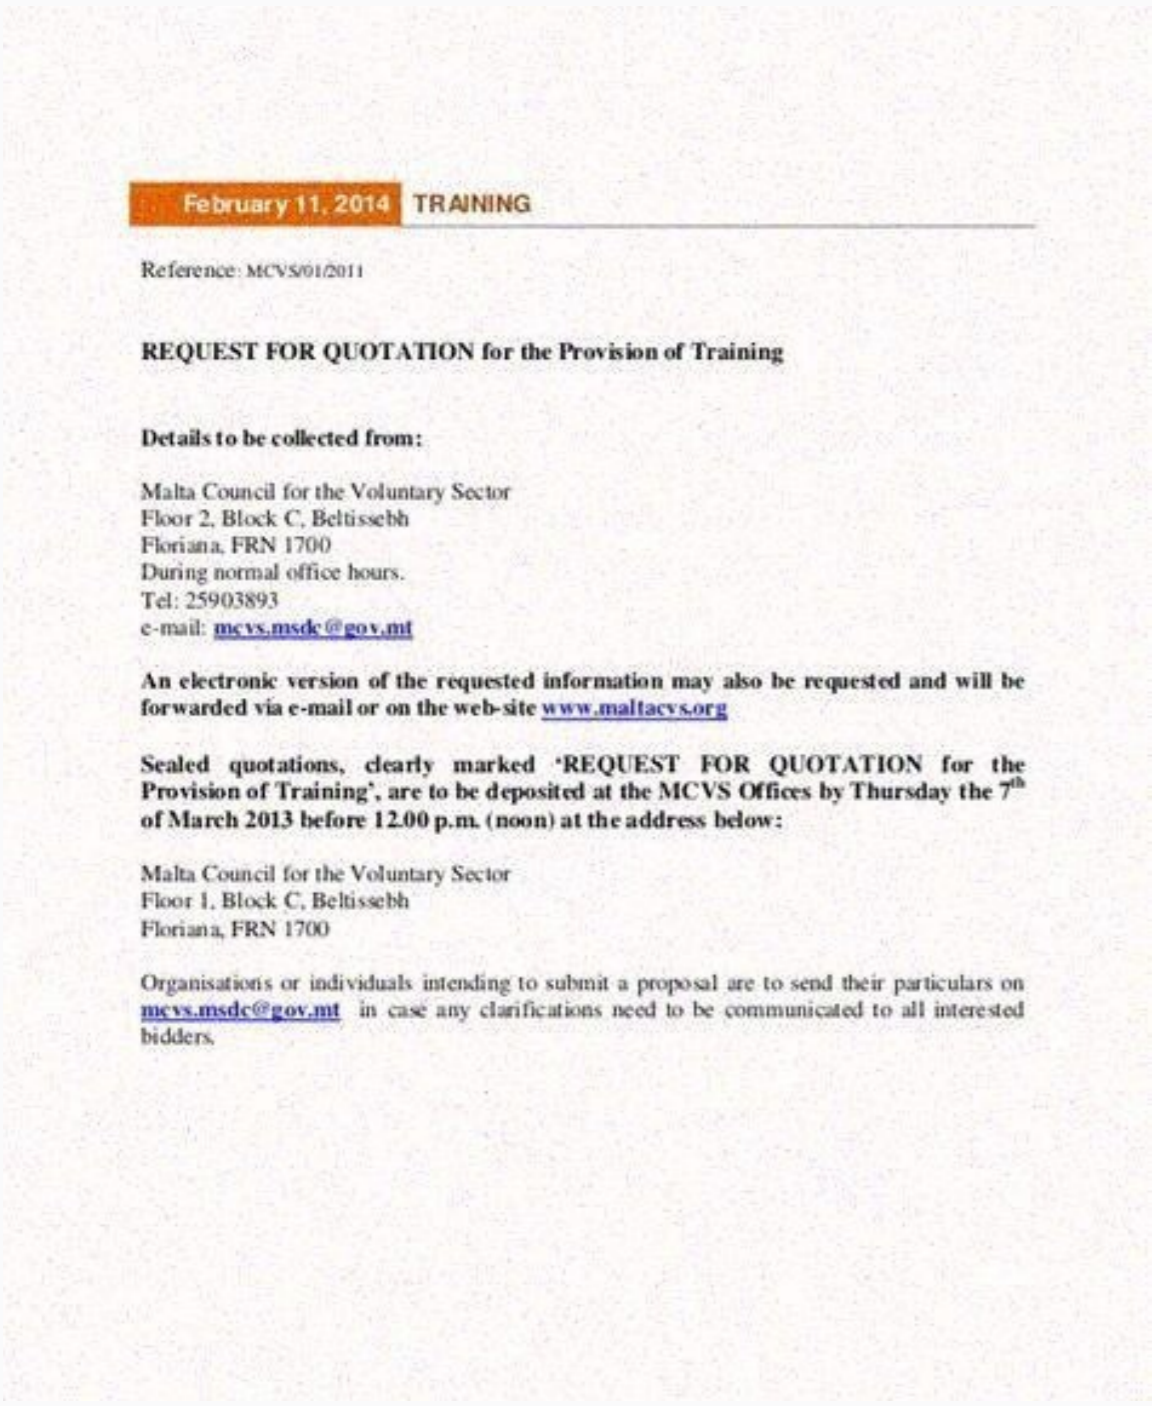 February 11, 2014 TRAINING
Reference: MCVS/01/2011
REQUEST FOR QUOTATION for the Provision of Training
Details to be collected from:
Malta Council for the Voluntary Sector
Floor 2, Block C, Beltissebh
Floriana, FRN 1700
During normal office hours.
Tel: 25903893
e-mail: mcvs.msdc@gov.mt
An electronic version of the requested information may also be requested and will be
forwarded via e-mail or on the web-site www.maltacvs.org
Sealed quotations, clearly marked ‘REQUEST FOR QUOTATION for the
Provision of Training’, are to be deposited at the MCVS Offices by Thursday the 7th
of March 2013 before 12.00 p.m. (noon) at the address below:
Malta Council for the Voluntary Sector
Floor 1, Block C, Beltissebh
Floriana, FRN 1700
Organisations or individuals intending to submit a proposal are to send their particulars on
mcvs.msdc@gov.mt in case any clarifications need to be communicated to all interested
bidders.